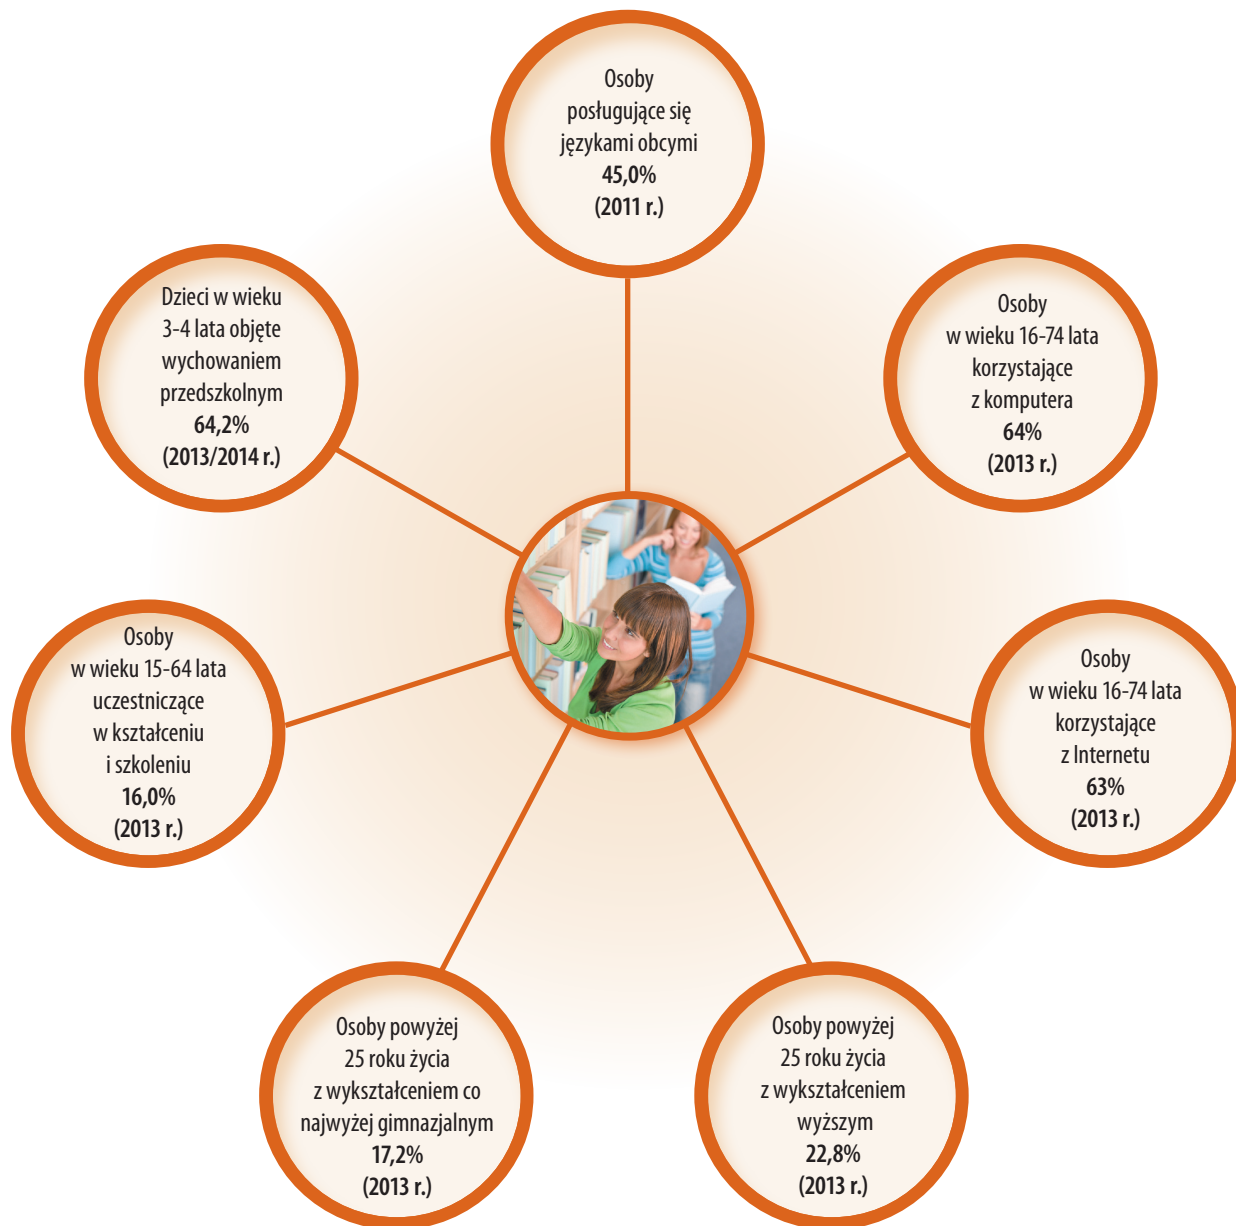 Osoby
posługujące się
językami obcymi
45,0%
(2011 r.)
Dzieci w wieku
3-4 lata objęte
wychowaniem
przedszkolnym
64,2%
(2013/2014 r.)
Osoby
w wieku 16-74 lata
korzystające
z komputera
64%
(2013 r.)
Osoby
w wieku 15-64 lata
uczestniczące
w kształceniu
i szkoleniu
16,0%
(2013 r.)
Osoby
w wieku 16-74 lata
korzystające
z Internetu
63%
(2013 r.)
Osoby powyżej
25 roku życia
z wykształceniem co
najwyżej gimnazjalnym
17,2%
(2013 r.)
Osoby powyżej
25 roku życia
z wykształceniem
wyższym
22,8%
(2013 r.)